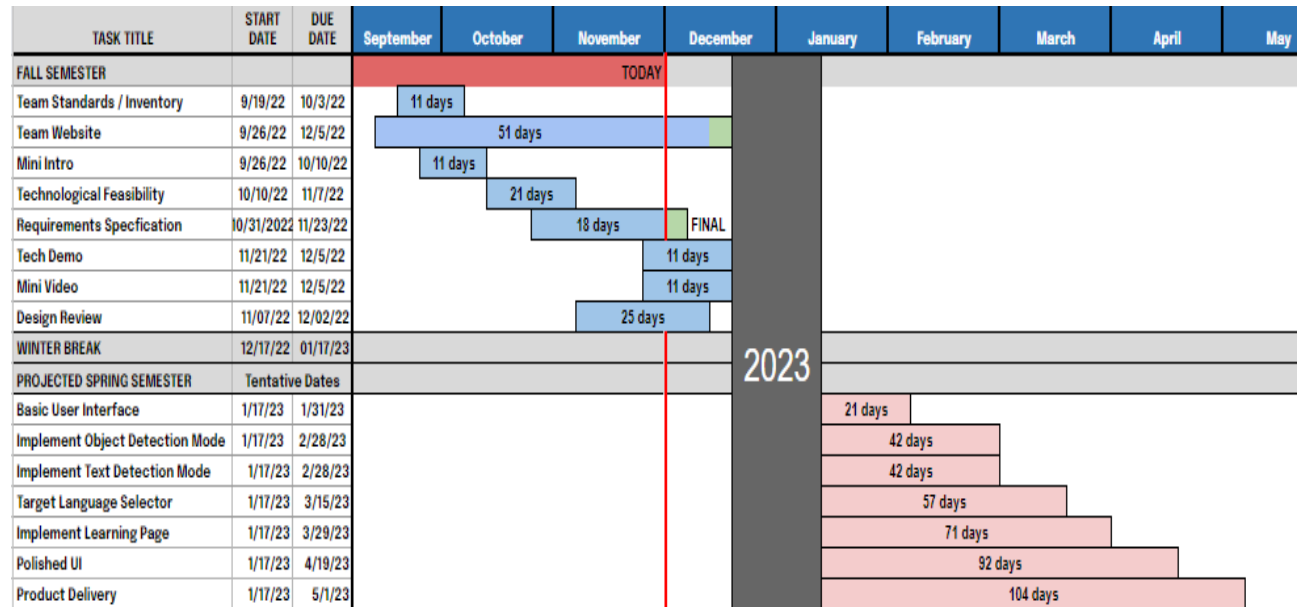 TASK TITLE START DATE DUE DATE September October November December January February March April May
FALL SEMESTER TODAY
Team Standards / Inventory 9/19/22 10/3/22 11 days
Team Website 9/26/22 12/5/22 51 days
Mini Intro 9/26/22 10/10/22 11 days
Technological Feasibility 10/10/22 11/7/22 21 days
Requirements Specfication 10/31/2022 11/23/22 18 days FINAL
Tech Demo 11/21/22 12/5/22 11 days
Mini Video 11/21/22 12/5/22 11 days
Design Review 11/07/22 12/02/22 25 days
WINTER BREAK 12/17/22 01/17/23
2023
PROJECTED SPRING SEMESTER Tentative Dates
Basic User Interface 1/17/23 1/31/23 21 days
Implement Object Detection Mode 1/17/23 2/28/23 42 days
Implement Text Detection Mode 1/17/23 2/28/23 42 days
Target Language Selector 1/17/23 3/15/23 57 days
Implement Learning Page 1/17/23 3/29/23 71 days
Polished UI 1/17/23 4/19/23 92 days
Product Delivery 1/17/23 5/1/23 104 days